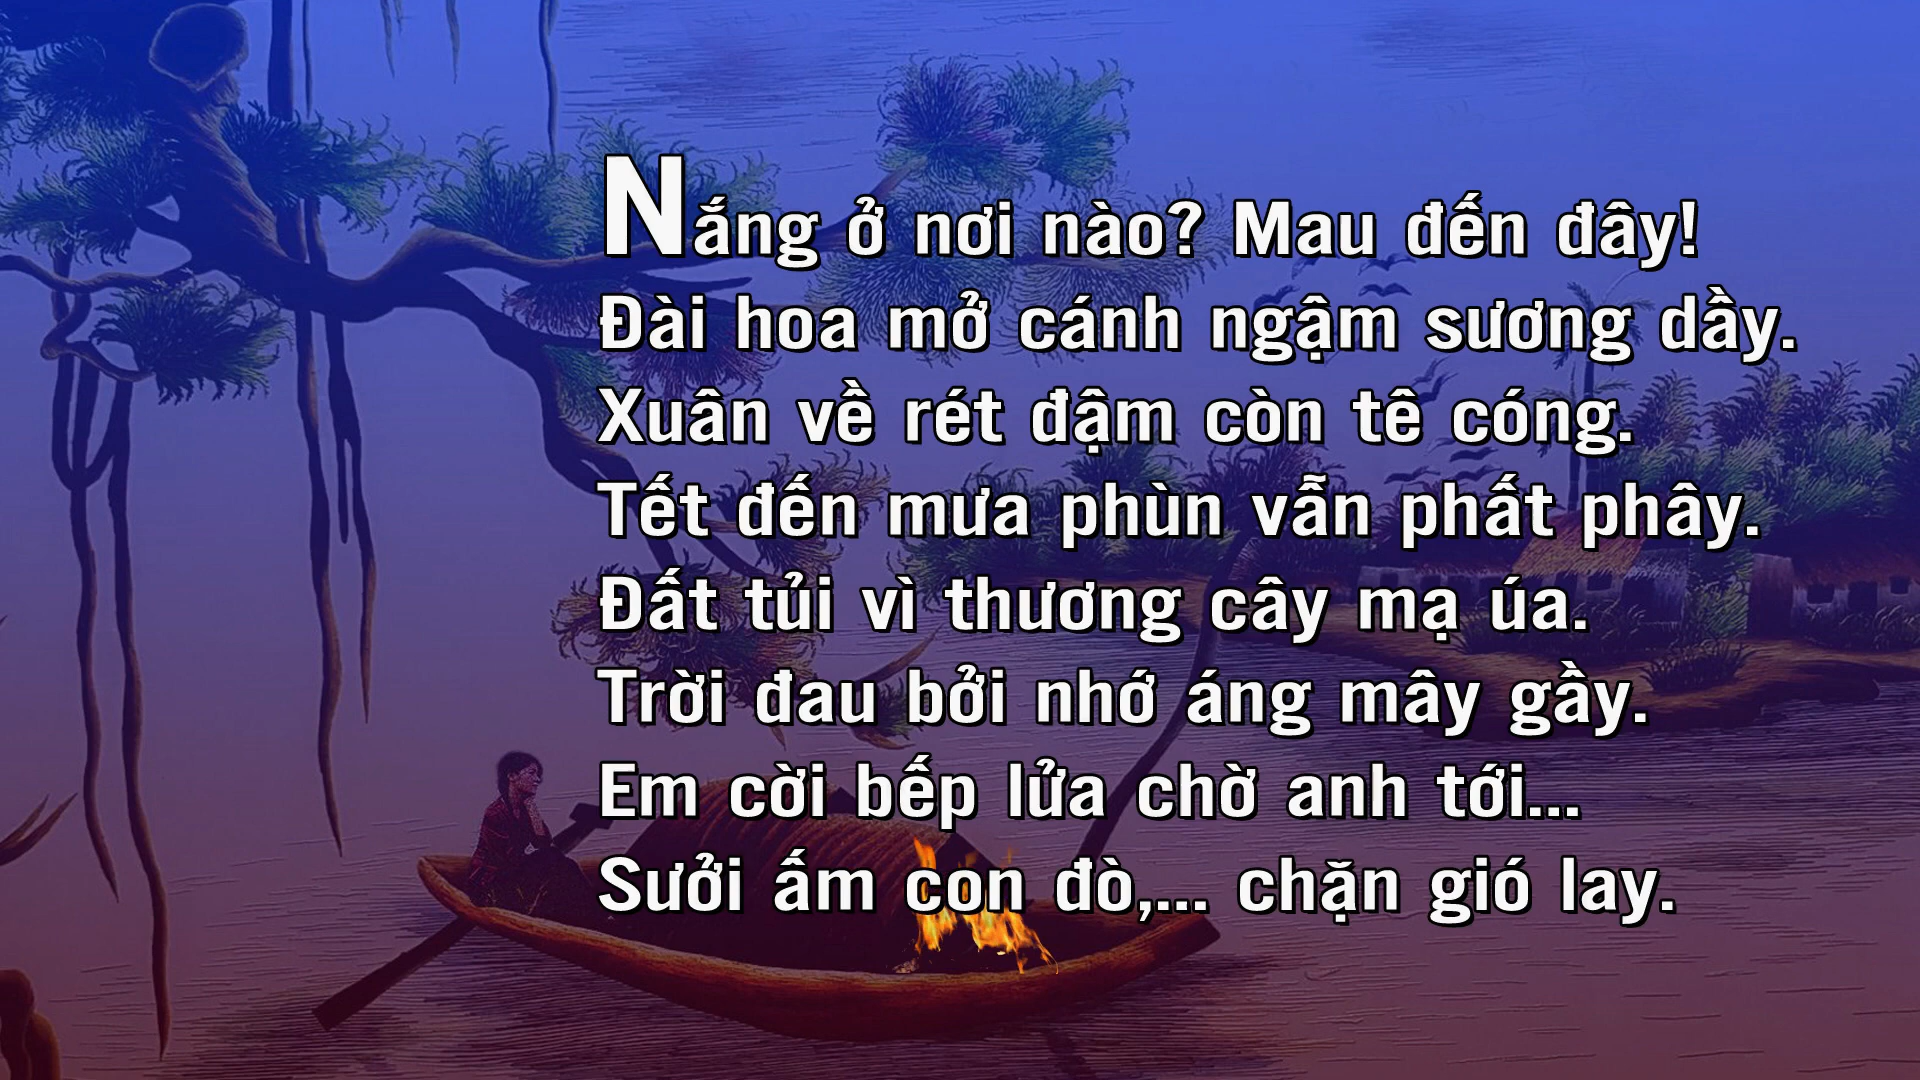 Nắng ở nơi nào? Mau đến đây!
Đài hoa mở cánh ngậm sương dầy.
Xuân về rét đậm còn tê cóng.
Tết đến mưa phùn vẫn phất phây.
Đất tủi vì thương cây mạ úa.
Trời đau bởi nhớ áng mây gầy.
Em cời bếp lửa chờ anh tới...
Sưởi ấm con đò,... chặn gió lay.